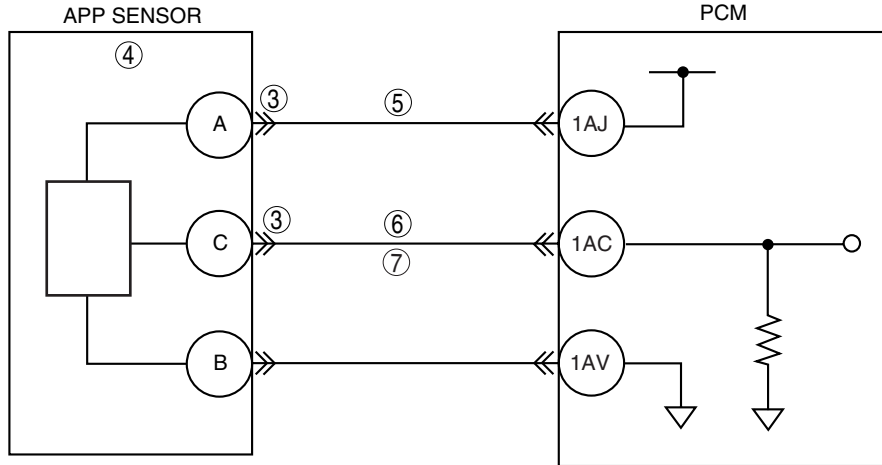 APP SENSOR PCM
④
A ③ ⑤ 1AJ
C ③ ⑥ 1AC
⑦
B 1AV